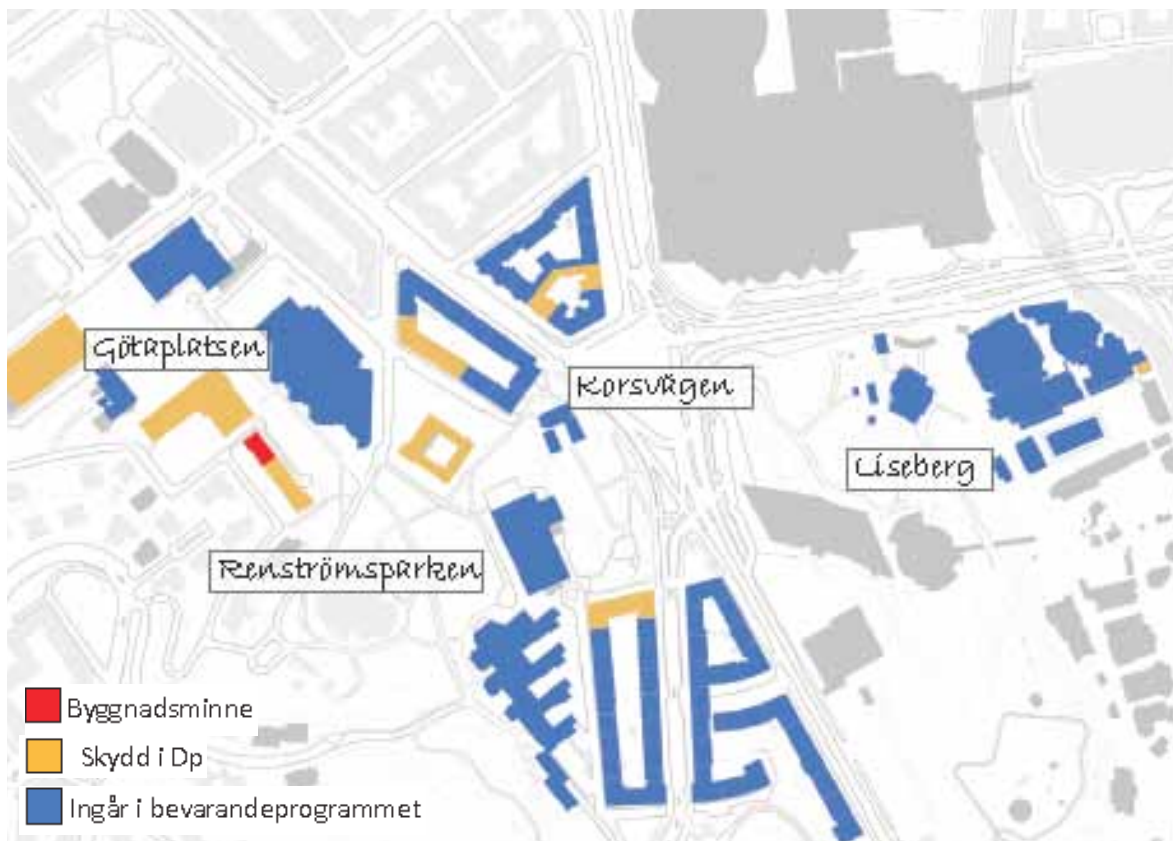 Götaplatsen
Korsvägen
Liseberg
Renströmsparken
Byggnadsminne
Skydd i Dp
Ingår i bevarandeprogrammet